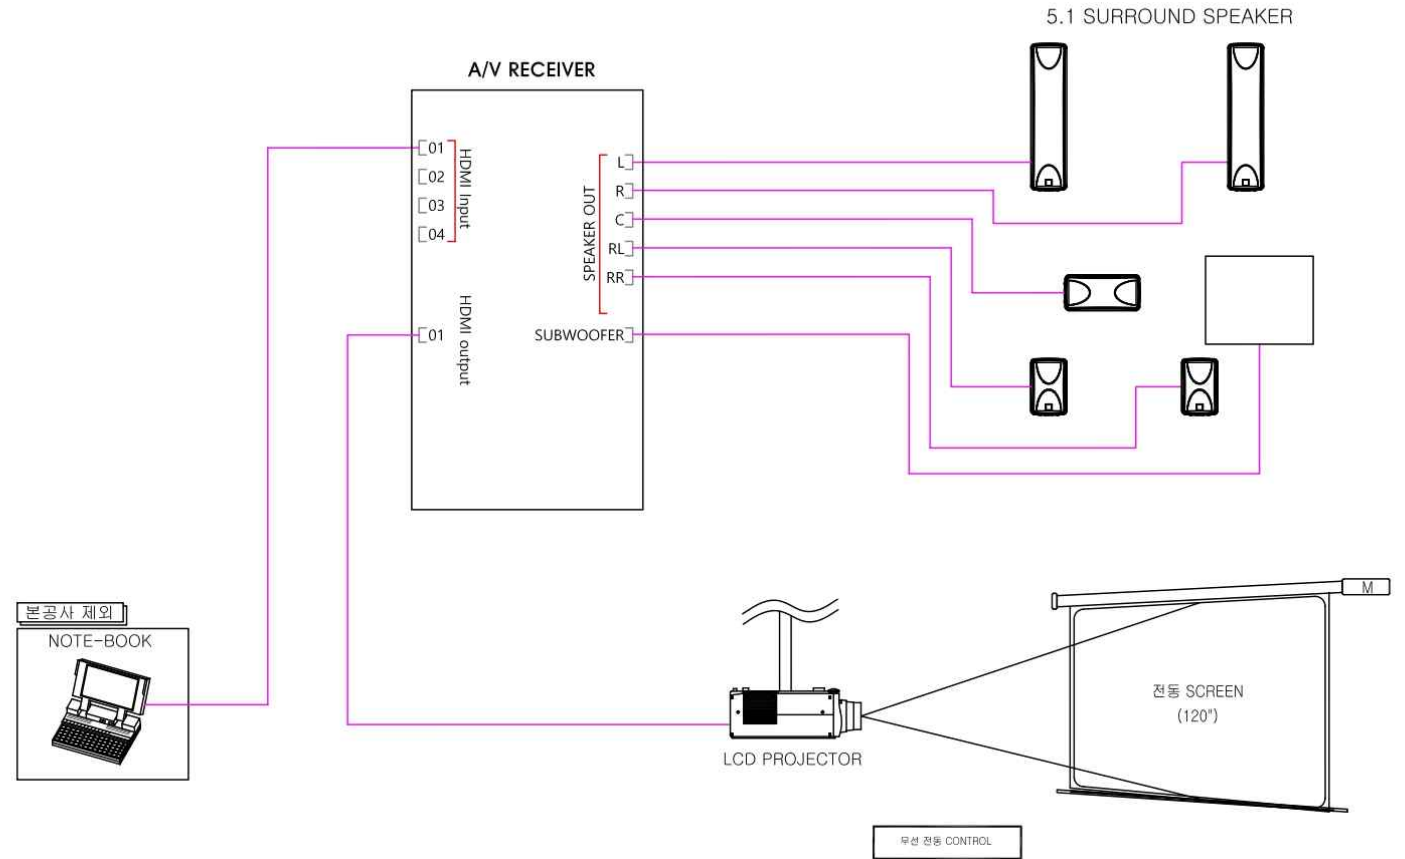 5.1 SURROUND SPEAKER
A/V RECEIVER
01
02
03
04
HDMI Input
01
HDMI output
SPEAKER OUT
L
R
C
RL
RR
SUBWOOFER
본공사 제외
NOTE-BOOK
LCD PROJECTOR
M
전동 SCREEN
(120")
무선 전동 CONTROL